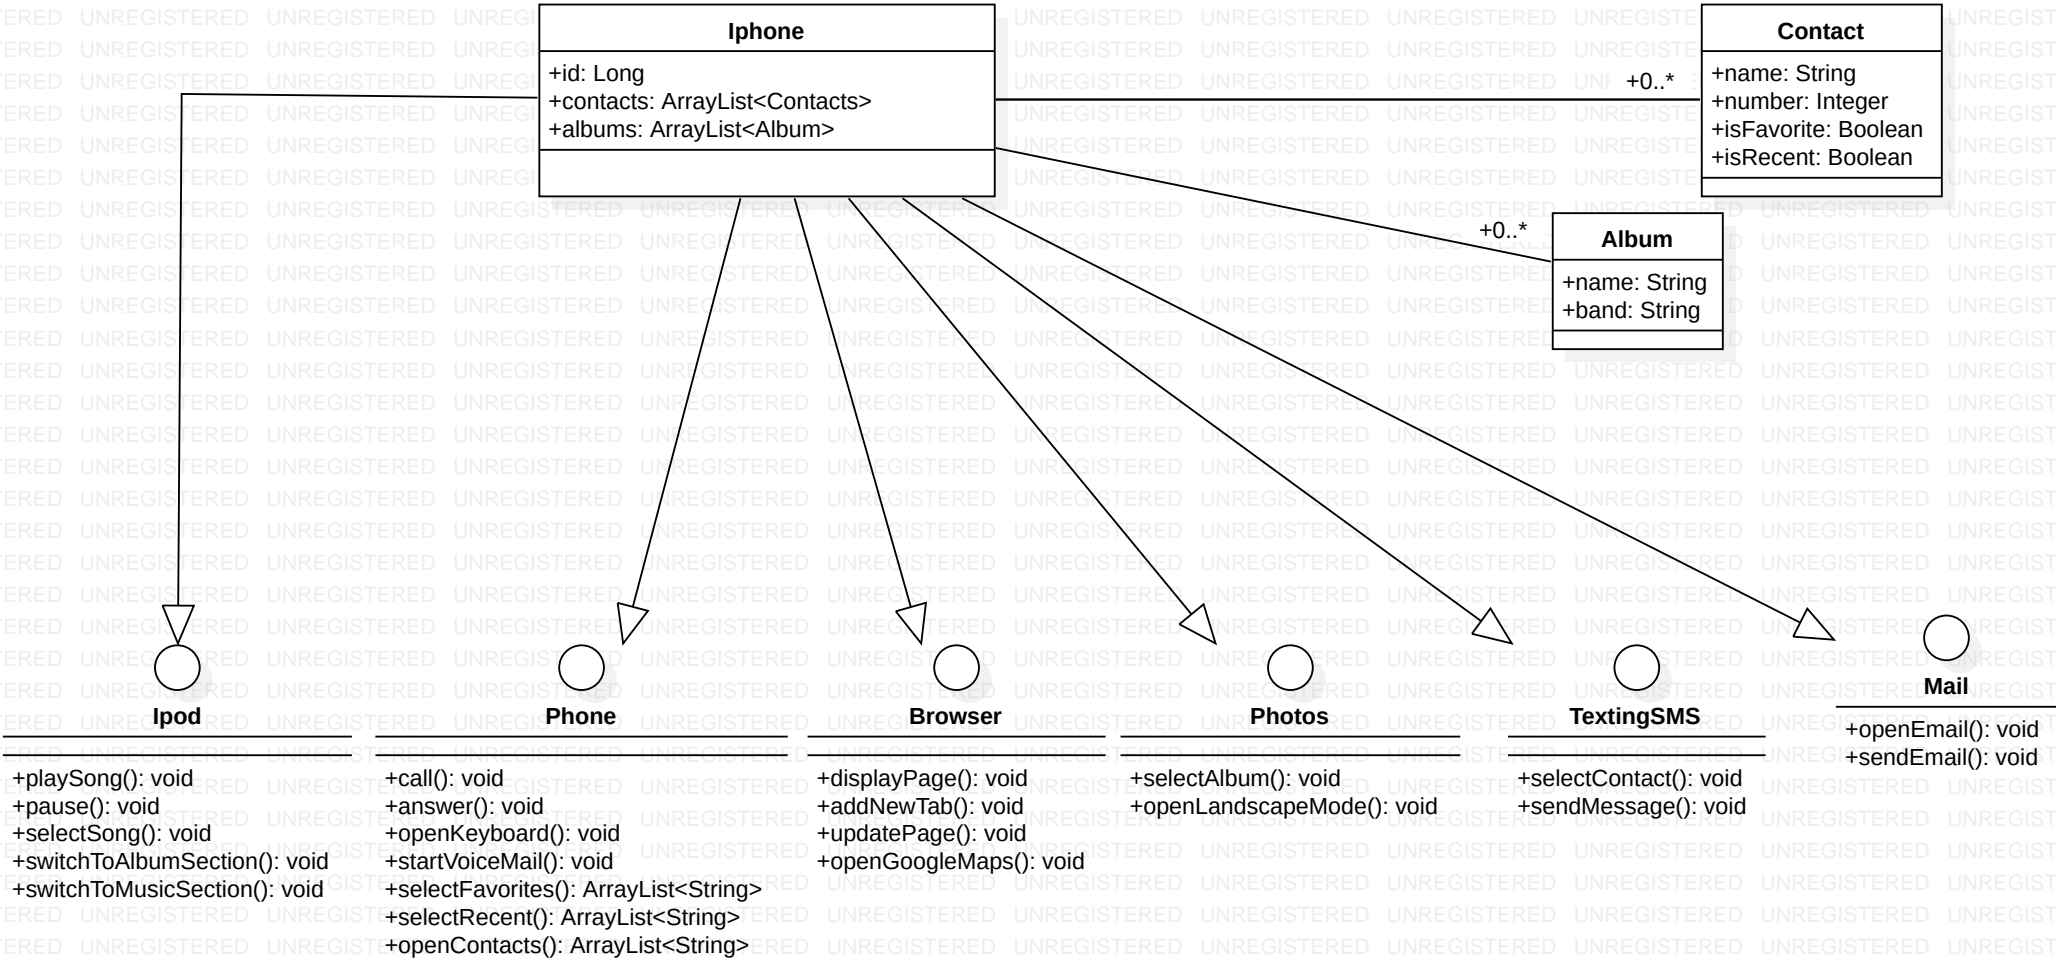 Iphone
+id: Long
+contacts: ArrayList<Contacts>
+albums: ArrayList<Album>
Contact
+name: String
+number: Integer
+isFavorite: Boolean
+isRecent: Boolean
+0..*
+0..*
Album
+name: String
+band: String
Ipod
+playSong(): void
+pause(): void
+selectSong(): void
+switchToAlbumSection(): void
+switchToMusicSection(): void
Phone
+call(): void
+answer(): void
+openKeyboard(): void
+startVoiceMail(): void
+selectFavorites(): ArrayList<String>
+selectRecent(): ArrayList<String>
+openContacts(): ArrayList<String>
Browser
+displayPage(): void
+addNewTab(): void
+updatePage(): void
+openGoogleMaps(): void
Photos
+selectAlbum(): void
+openLandscapeMode(): void
TextingSMS
+selectContact(): void
+sendMessage(): void
Mail
+openEmail(): void
+sendEmail(): void
UNREGISTERED